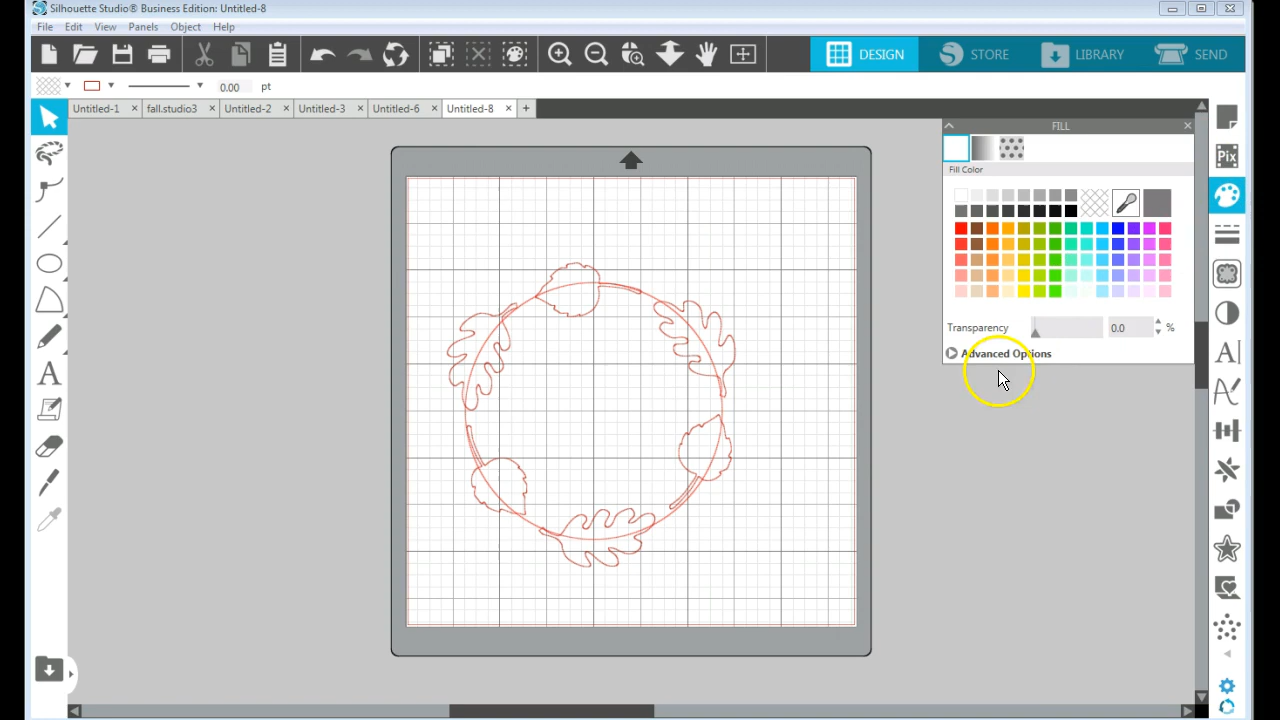 Silhouette Studio® Business Edition: Untitled-8
File Edit View Panels Object Help
DESIGN STORE LIBRARY SEND
0.00 pt
Untitled-1 fall.studio3 Untitled-2 Untitled-3 Untitled-6 Untitled-8
FILL
Pix
Fill Color
Transparency 0.0 %
Advanced Options